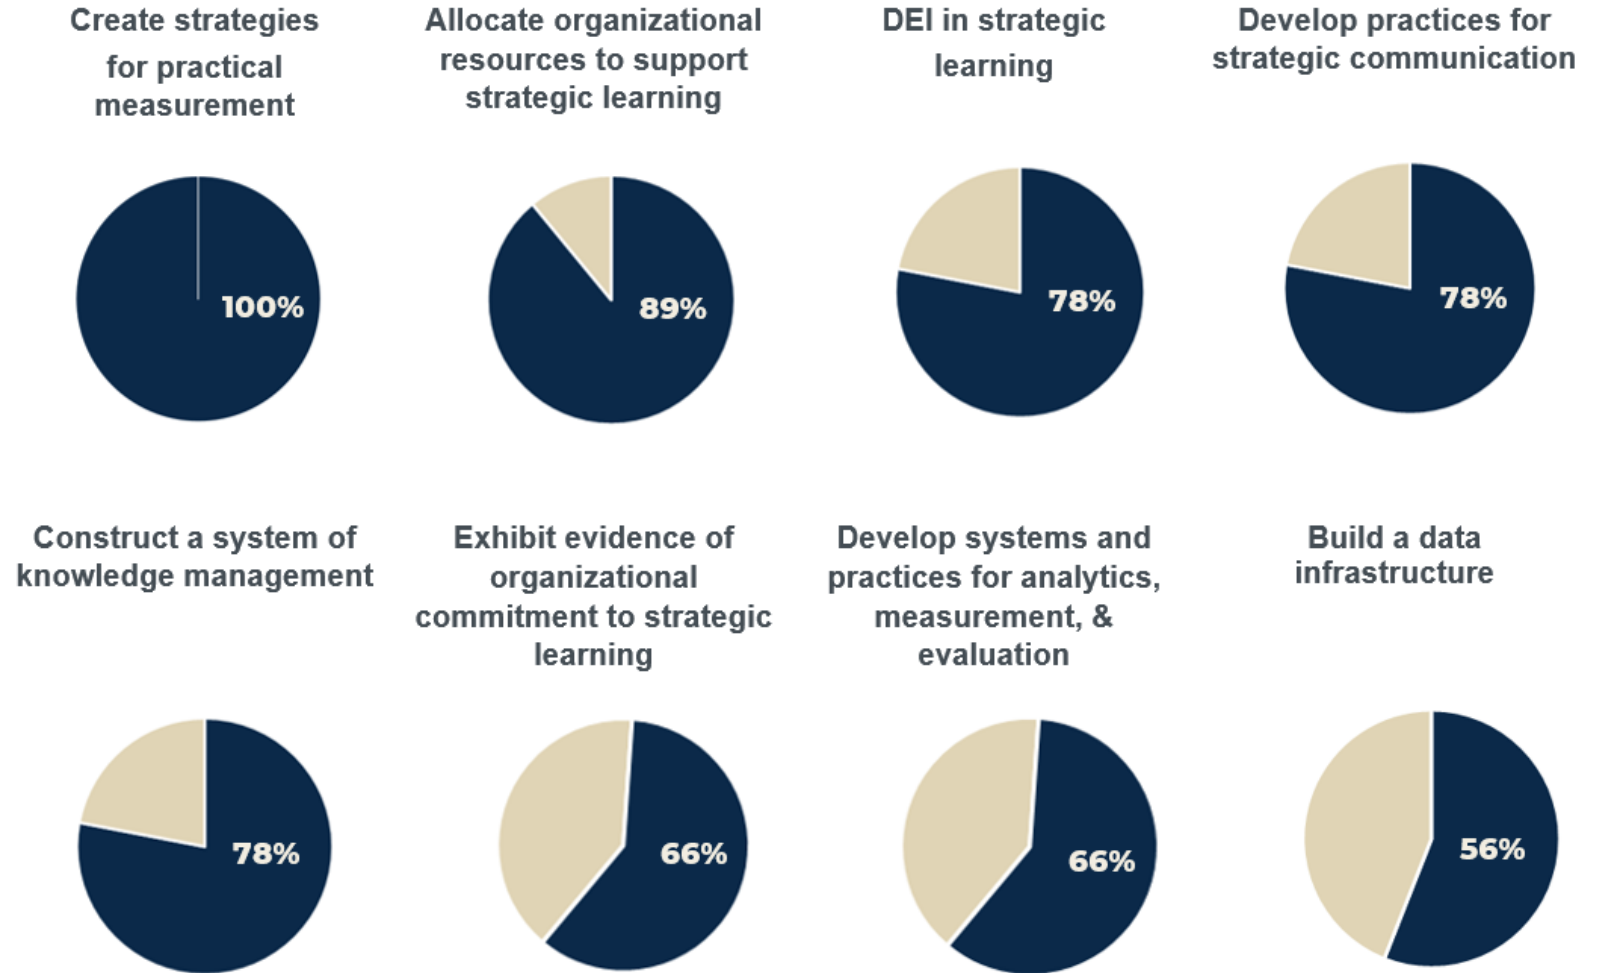 Create strategies
for practical
measurement
100%
Allocate organizational
resources to support
strategic learning
89%
DEI in strategic
learning
78%
Develop practices for
strategic communication
78%
Construct a system of
knowledge management
78%
Exhibit evidence of
organizational
commitment to strategic
learning
66%
Develop systems and
practices for analytics,
measurement, &
evaluation
66%
Build a data
infrastructure
56%